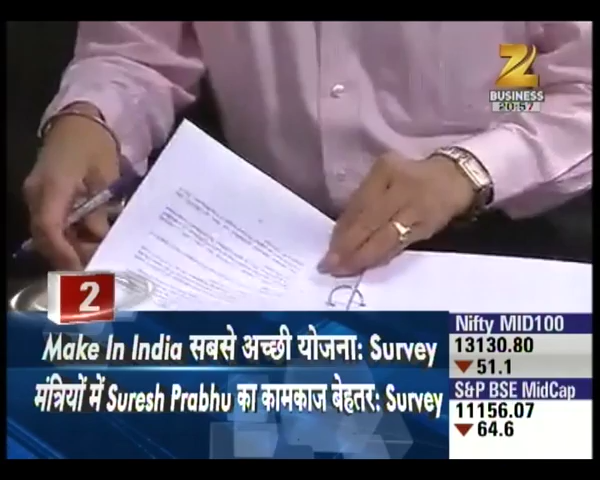 Z
BUSINESS
20:57
2
Make In India सबसे अच्छी योजना: Survey
मंत्रियों में Suresh Prabhu का कामकाज बेहतर: Survey
Nifty MID100
13130.80
51.1
S&P BSE MidCap
11156.07
64.6